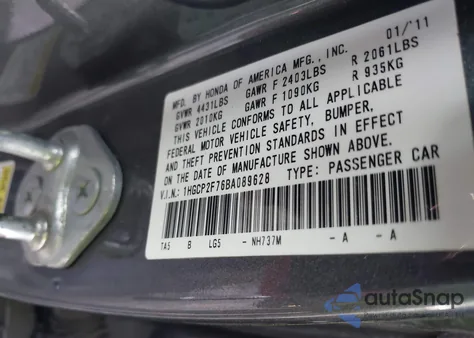 MFD. BY HONDA OF AMERICA MFG., INC. 01/'11
GVWR 4431LBS GAWR F 2403LBS R 2061LBS
GVWR 2010KG GAWR F 1090KG R 935KG
THIS VEHICLE CONFORMS TO ALL APPLICABLE
FEDERAL MOTOR VEHICLE SAFETY, BUMPER,
AND THEFT PREVENTION STANDARDS IN EFFECT
ON THE DATE OF MANUFACTURE SHOWN ABOVE.
V.I.N.: 1HGCP2F76BA089628 TYPE: PASSENGER CAR
TA5 B LG5 - NH737M - A - A
autoSnap